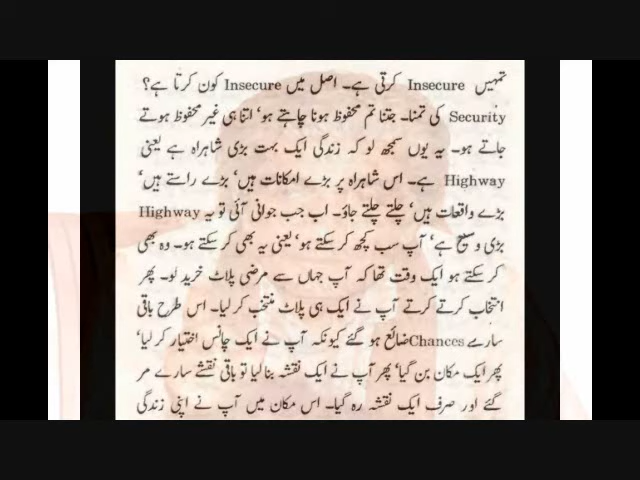 تمہیں Insecure کرتی ہے۔ اصل میں Insecure کون کرتا ہے؟
Security کی تمنا۔ جتنا تم محفوظ ہونا چاہتے ہو‘ اتنا ہی غیر محفوظ ہوتے
جاتے ہو۔ یہ یوں سمجھ لو کہ زندگی ایک بہت بڑی شاہراہ ہے یعنی
Highway ہے۔ اس شاہراہ پر بڑے امکانات ہیں‘ بڑے راستے ہیں‘
بڑے واقعات ہیں‘ چلتے چلتے جاؤ۔ اب جب جوانی آئی تو یہ Highway
بڑی وسیع ہے‘ آپ سب کچھ کر سکتے ہو‘ یعنی یہ بھی کر سکتے ہو۔ وہ بھی
کر سکتے ہو ایک وقت تھا کہ آپ جہاں سے مرضی پلاٹ خرید لو۔ پھر
انتخاب کرتے کرتے آپ نے ایک ہی پلاٹ منتخب کر لیا۔ اس طرح باقی
سارے Chances ضائع ہو گئے کیونکہ آپ نے ایک چانس اختیار کر لیا‘
پھر ایک مکان بن گیا‘ پھر آپ نے ایک نقشہ بنا لیا تو باقی نقشے سارے مر
گئے اور صرف ایک نقشہ رہ گیا۔ اس مکان میں آپ نے اپنی زندگی